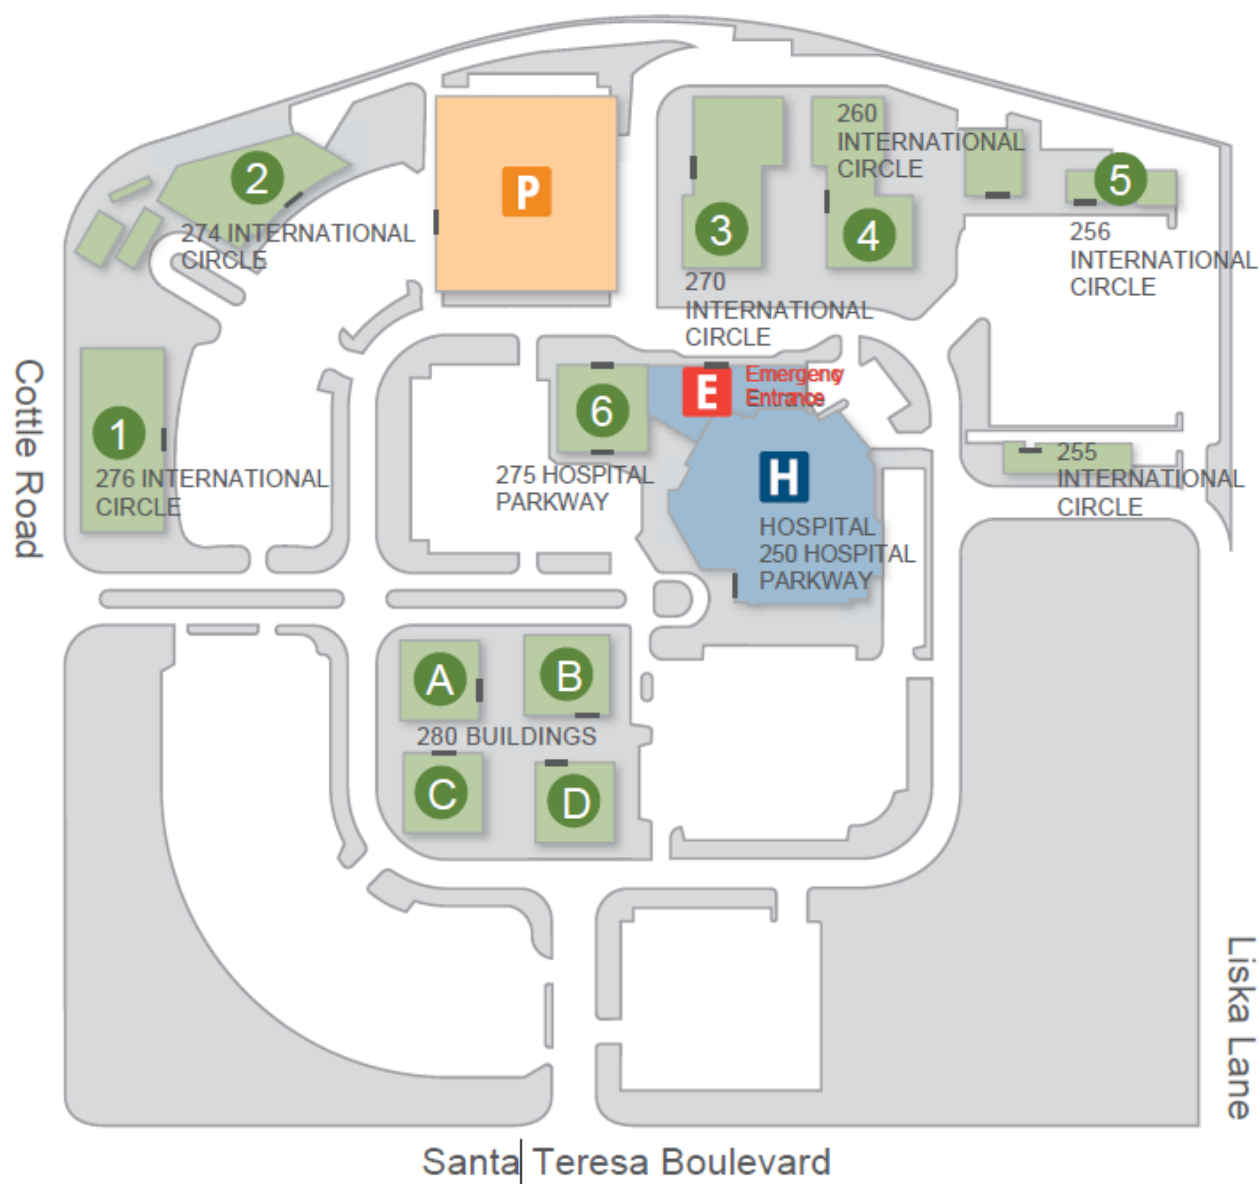 P
260
INTERNATIONAL
CIRCLE
2
5
3
4
274 INTERNATIONAL
CIRCLE
256
INTERNATIONAL
CIRCLE
270
INTERNATIONAL
CIRCLE
Cottle Road
E
Emergency
Entrance
6
1
276 INTERNATIONAL
CIRCLE
275 HOSPITAL
PARKWAY
H
HOSPITAL
250 HOSPITAL
PARKWAY
255
INTERNATIONAL
CIRCLE
A
B
280 BUILDINGS
C
D
Liska Lane
Santa Teresa Boulevard